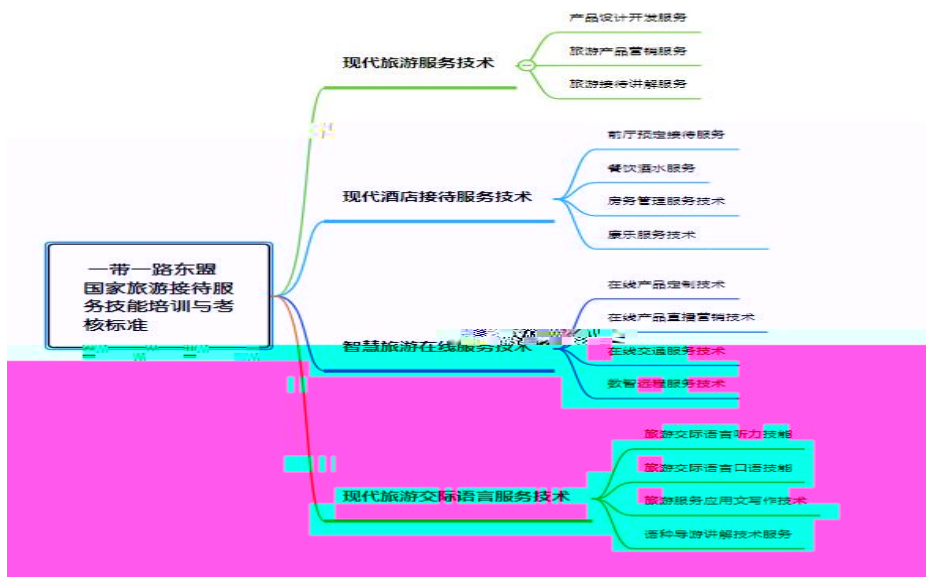 产品设计开发服务
现代旅游服务技术
旅游产品营销服务
旅游接待讲解服务
前厅预定接待服务
现代酒店接待服务技术
餐饮酒水服务
房务管理服务技术
康乐服务技术
一带一路东盟
国家旅游接待服
务技能培训与考
核标准
在线产品定制技术
在线产品直播营销技术
智慧旅游在线服务技术
在线交通服务技术
数智远程服务技术
旅游交际语言听力技能
旅游交际语言口语技能
现代旅游交际语言服务技术
旅游服务应用文写作技术
语种导游讲解技术服务